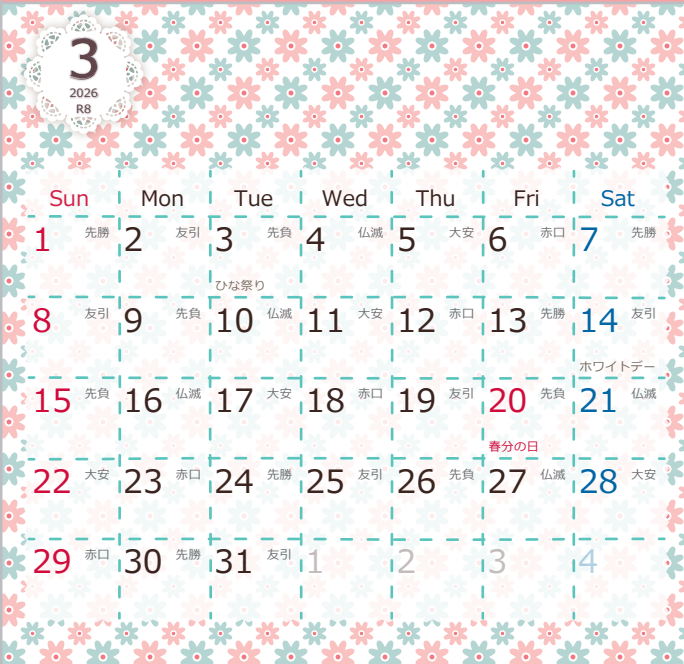 3
2026
R8
Sun Mon Tue Wed Thu Fri Sat
1 先勝 2 友引 3 先負 4 仏滅 5 大安 6 赤口 7 先勝
ひな祭り
8 友引 9 先負 10 仏滅 11 大安 12 赤口 13 先勝 14 友引
ホワイトデー
15 先負 16 仏滅 17 大安 18 赤口 19 友引 20 先負 21 仏滅
春分の日
22 大安 23 赤口 24 先勝 25 友引 26 先負 27 仏滅 28 大安
29 赤口 30 先勝 31 友引 1 2 3 4